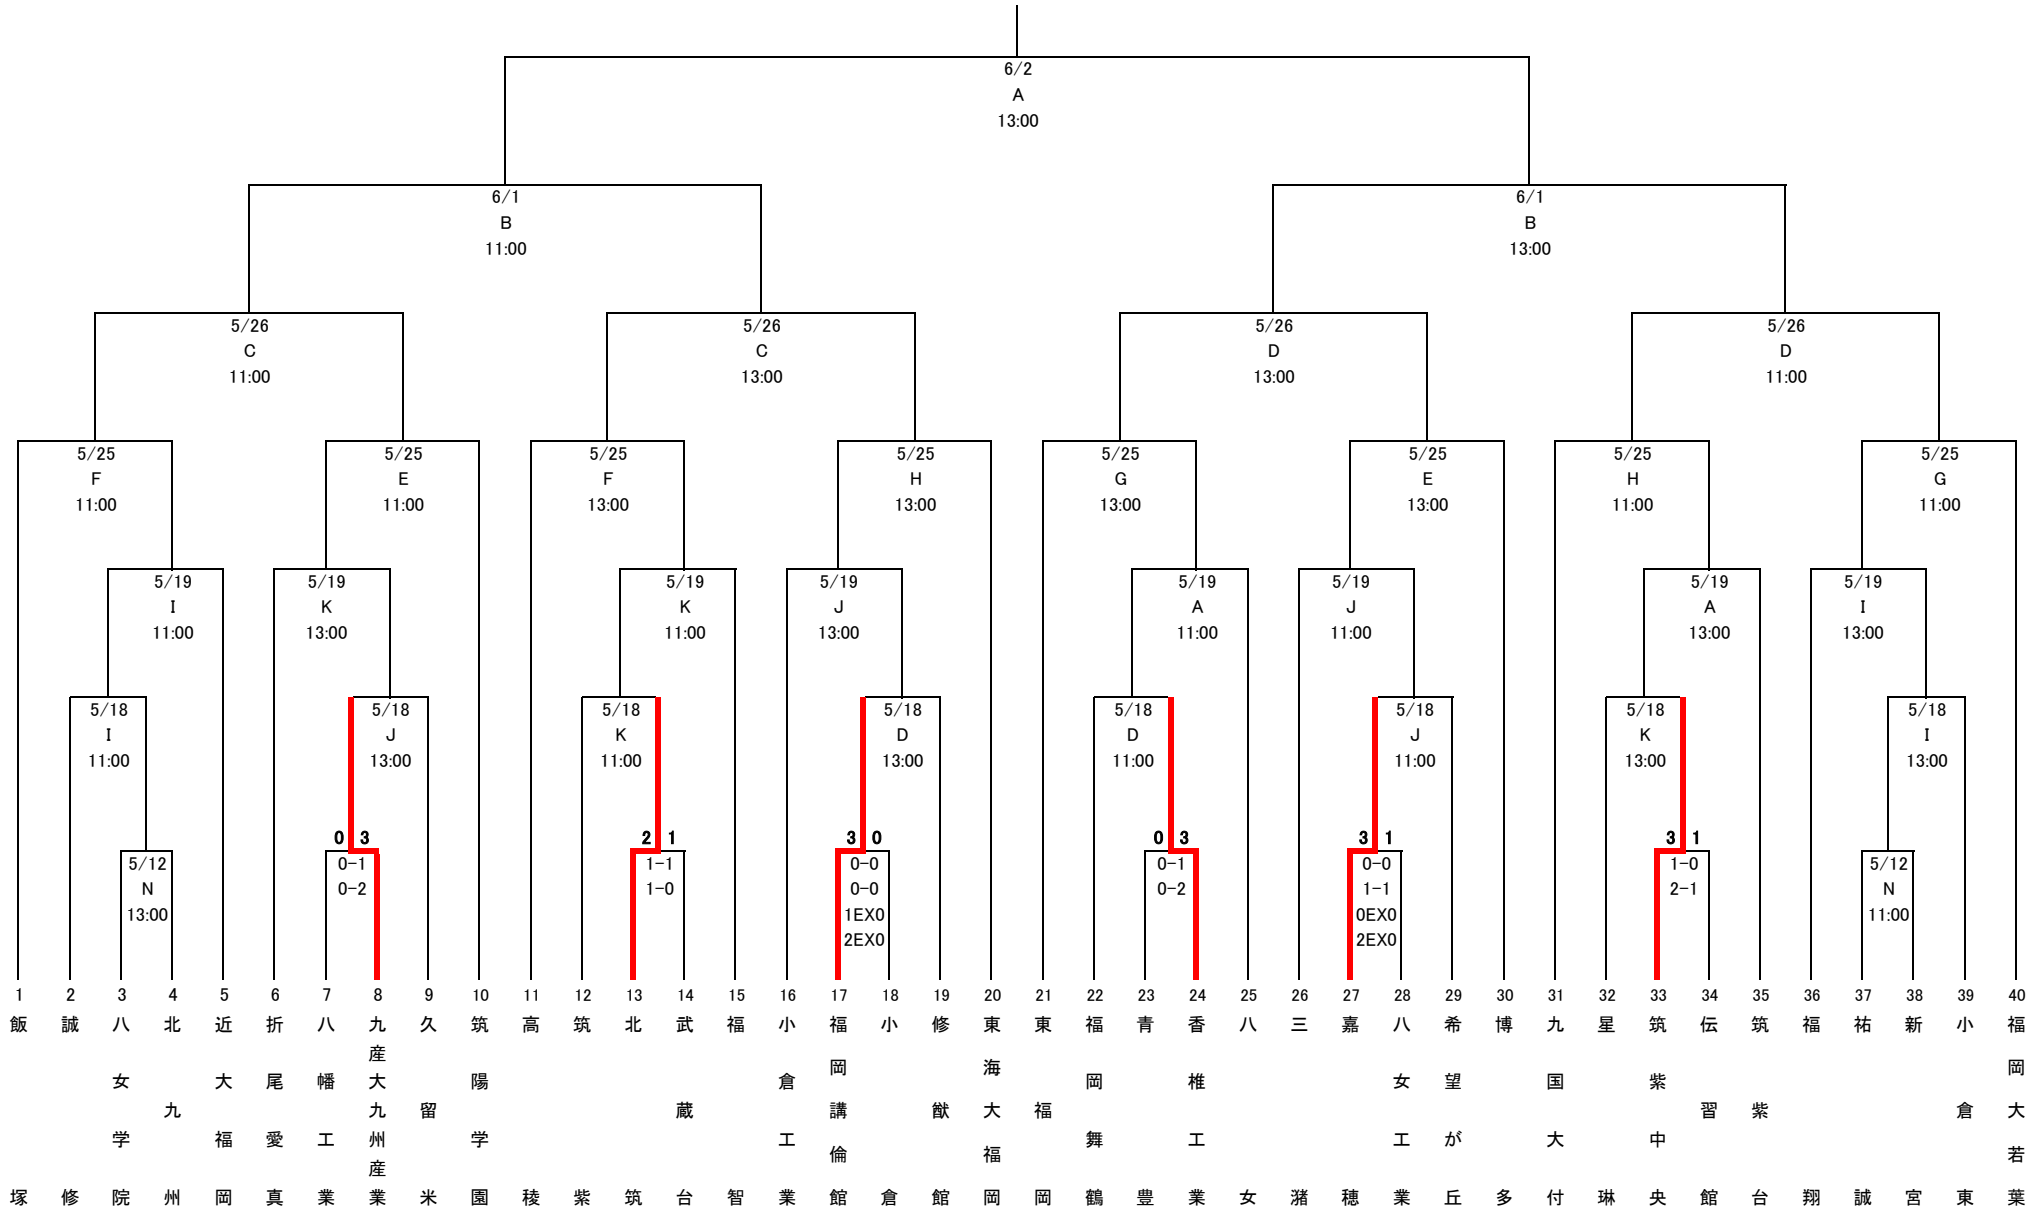 6/2
A
13:00
6/1 6/1
B B
11:00 13:00
5/26 5/26 5/26 5/26
C C D D
11:00 13:00 13:00 11:00
5/25 5/25 5/25 5/25 5/25 5/25 5/25 5/25
F E F H G E H G
11:00 11:00 13:00 13:00 13:00 13:00 11:00 11:00
5/19 5/19 5/19 5/19 5/19 5/19 5/19 5/19
I K K J A J A I
11:00 13:00 11:00 13:00 11:00 11:00 13:00 13:00
5/18 5/18 5/18 5/18 5/18 5/18 5/18 5/18
I J K D D J K I
11:00 13:00 11:00 13:00 11:00 11:00 13:00 13:00
0 3 2 1 3 0 0 3 3 1 3 1
5/12 0-1 1-1 0-0 0-1 0-0 1-0 5/12
N 0-2 1-0 0-0 0-2 1-1 2-1 N
13:00 1EX0 0EX0 11:00
2EX0 2EX0
1 飯塚
2 誠修
3 八女学院
4 北九州
5 近大福岡
6 折尾愛真
7 八幡工業
8 九産大九州産業
9 久留米
10 筑陽学園
11 高稜
12 筑紫
13 北筑
14 武蔵台
15 福智
16 小倉工業
17 福岡講倫館
18 小倉
19 修猷館
20 東海大福岡
21 東福岡
22 福岡舞鶴
23 青豊
24 香椎工業
25 八女
26 三潴
27 嘉穂
28 八女工業
29 希望が丘
30 博多
31 九国大付
32 星琳
33 筑紫中央
34 伝習館
35 筑紫台
36 福翔
37 祐誠
38 新宮
39 小倉東
40 福岡大若葉